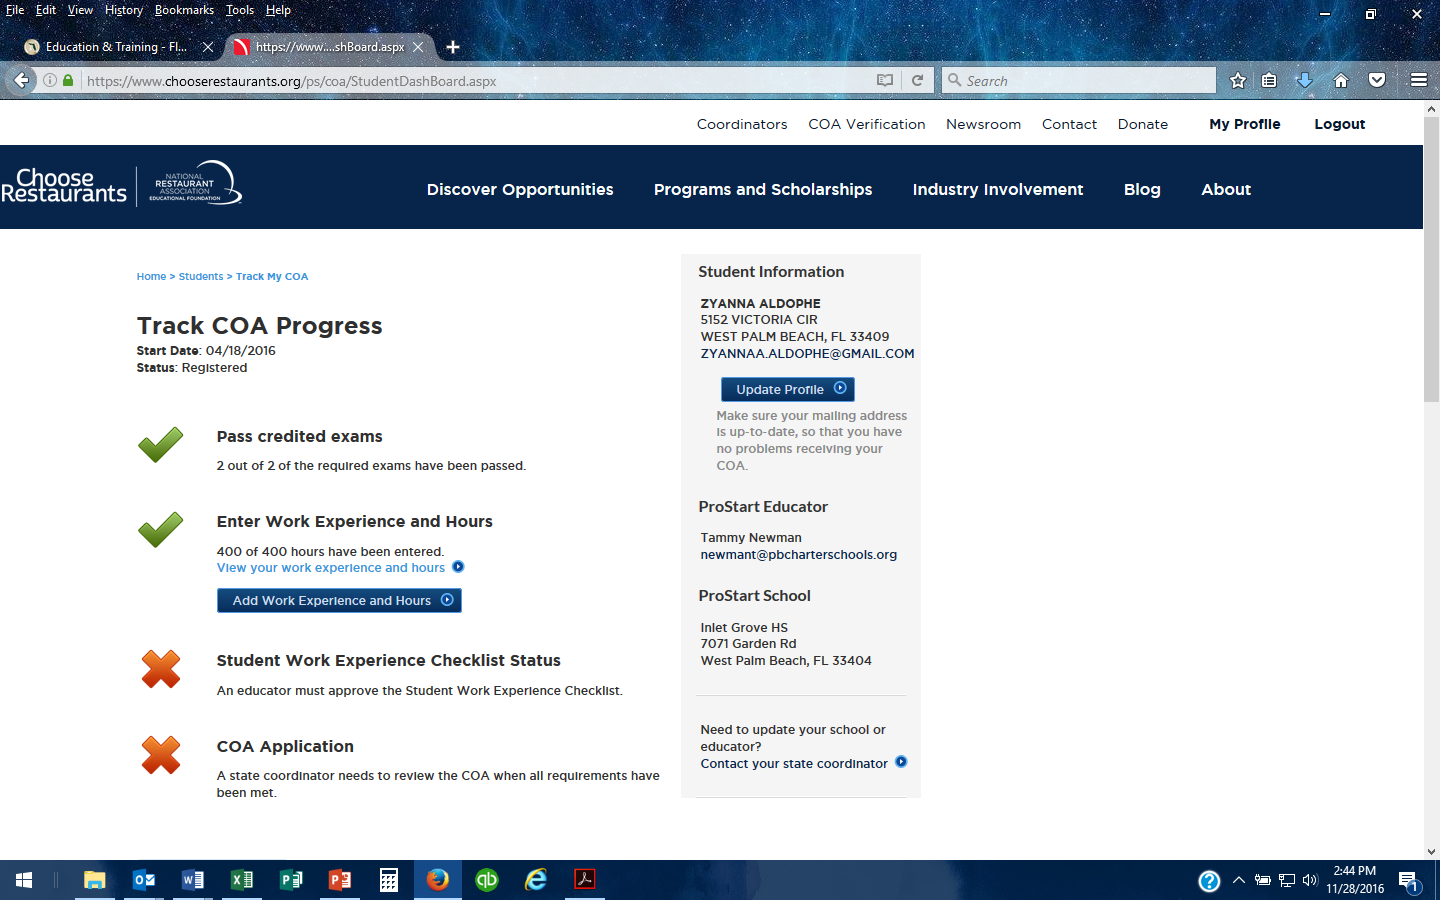 File Edit View History Bookmarks Tools Help
Education & Training - Fl...
https://www....shBoard.aspx
https://www.chooserestaurants.org/ps/coa/StudentDashBoard.aspx
Search
Coordinators COA Verification Newsroom Contact Donate My Profile Logout
Choose
Restaurants
NATIONAL
RESTAURANT
ASSOCIATION
EDUCATIONAL FOUNDATION
Discover Opportunities Programs and Scholarships Industry Involvement Blog About
Home > Students > Track My COA
Track COA Progress
Start Date: 04/18/2016
Status: Registered
Pass credited exams
2 out of 2 of the required exams have been passed.
Enter Work Experience and Hours
400 of 400 hours have been entered.
View your work experience and hours
Add Work Experience and Hours
Student Work Experience Checklist Status
An educator must approve the Student Work Experience Checklist.
COA Application
A state coordinator needs to review the COA when all requirements have
been met.
Student Information
ZYANNA ALDOPHE
5152 VICTORIA CIR
WEST PALM BEACH, FL 33409
ZYANNAA.ALDOPHE@GMAIL.COM
Update Profile
Make sure your mailing address
is up-to-date, so that you have
no problems receiving your
COA.
ProStart Educator
Tammy Newman
newmant@pbcharterschools.org
ProStart School
Inlet Grove HS
7071 Garden Rd
West Palm Beach, FL 33404
Need to update your school or
educator?
Contact your state coordinator
2:44 PM
11/28/2016
1